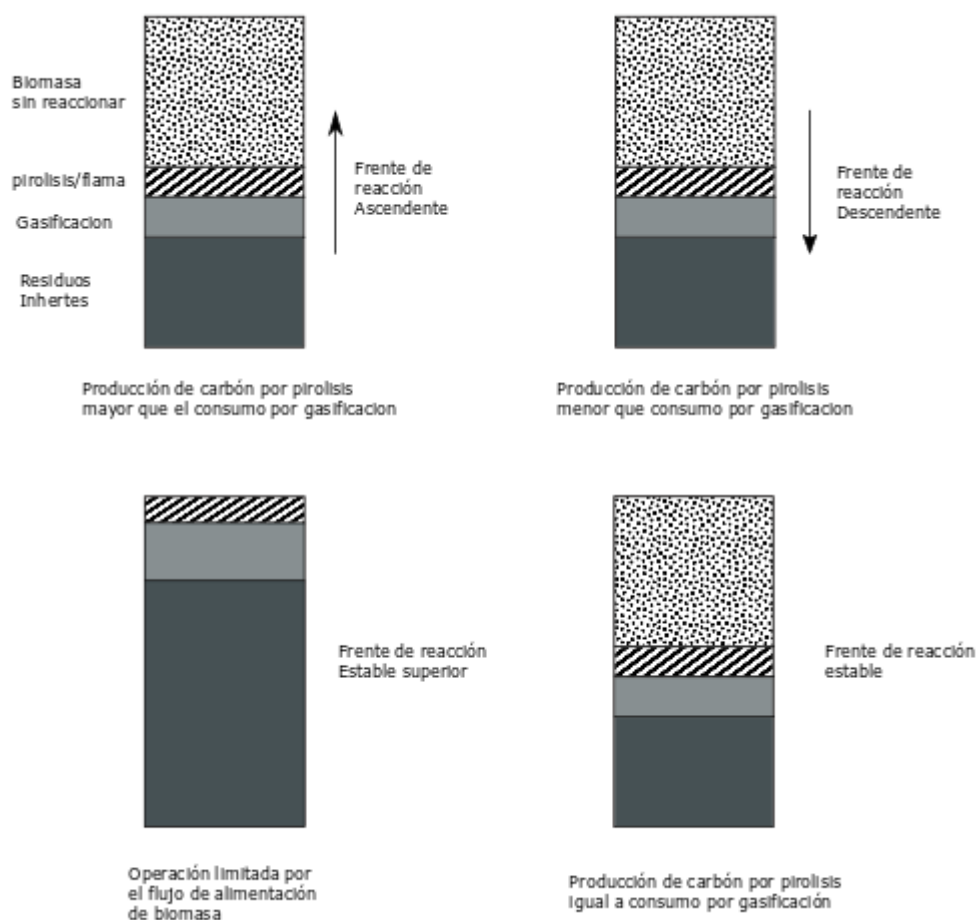 Biomasa
sin reaccionar
pirolisis/flama
Gasificacion
Residuos
Inhertes
Frente de
reacción
Ascendente
Producción de carbón por pirolisis
mayor que el consumo por gasificacion
Frente de
reacción
Descendente
Producción de carbón por pirolisis
menor que consumo por gasificacion
Frente de reacción
Estable superior
Operación limitada por
el flujo de alimentación
de biomasa
Frente de reacción
estable
Producción de carbón por pirolisis
Igual a consumo por gasificación